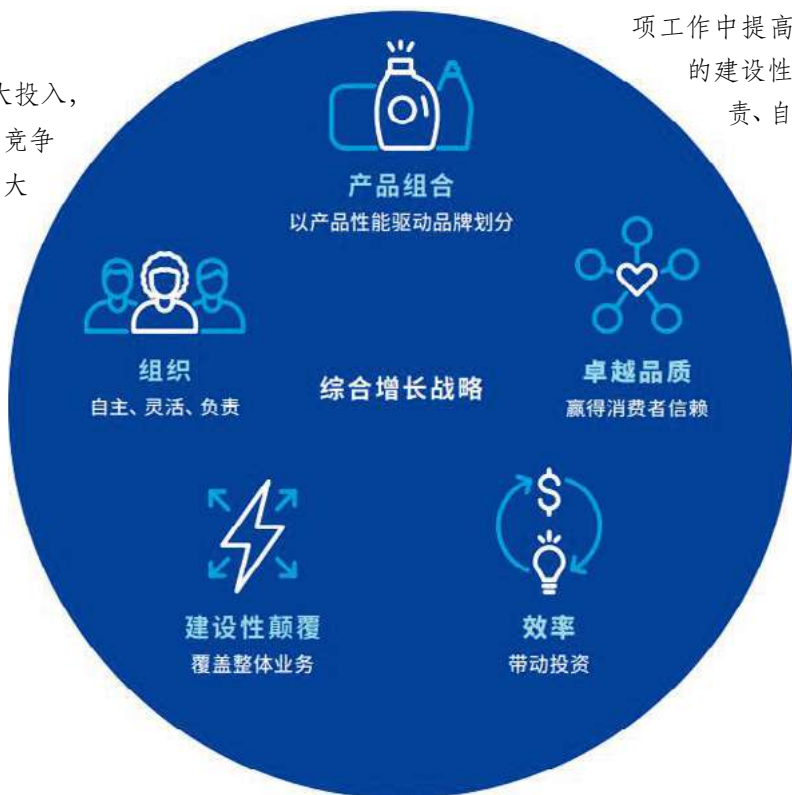 项工作中提高
的建设性
责、自
大投入，
竞争
大
产品组合
以产品性能驱动品牌划分
组织
自主、灵活、负责
综合增长战略
卓越品质
赢得消费者信赖
$
建设性颠覆
覆盖整体业务
效率
带动投资